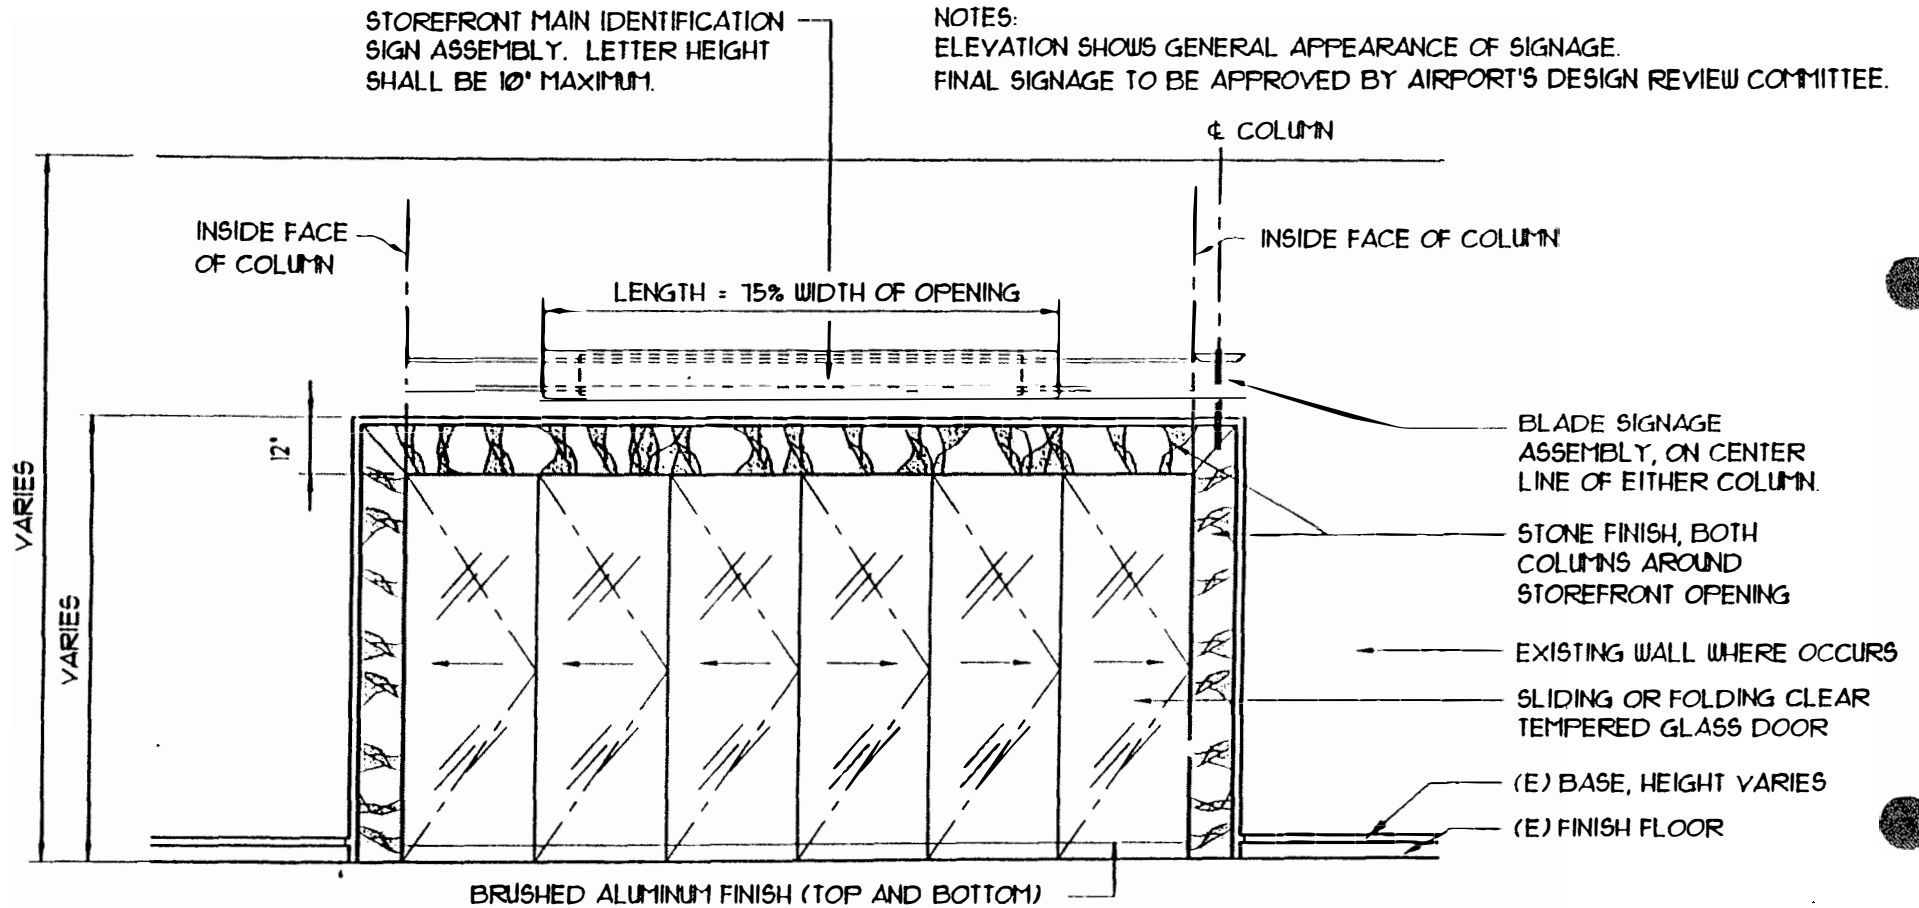 STOREFRONT MAIN IDENTIFICATION
SIGN ASSEMBLY. LETTER HEIGHT
SHALL BE 10" MAXIMUM.
NOTES:
ELEVATION SHOWS GENERAL APPEARANCE OF SIGNAGE.
FINAL SIGNAGE TO BE APPROVED BY AIRPORT'S DESIGN REVIEW COMMITTEE.
℄ COLUMN
INSIDE FACE
OF COLUMN
INSIDE FACE OF COLUMN
LENGTH = 75% WIDTH OF OPENING
12"
VARIES
VARIES
BLADE SIGNAGE
ASSEMBLY, ON CENTER
LINE OF EITHER COLUMN.
STONE FINISH, BOTH
COLUMNS AROUND
STOREFRONT OPENING
EXISTING WALL WHERE OCCURS
SLIDING OR FOLDING CLEAR
TEMPERED GLASS DOOR
(E) BASE, HEIGHT VARIES
(E) FINISH FLOOR
BRUSHED ALUMINUM FINISH (TOP AND BOTTOM)